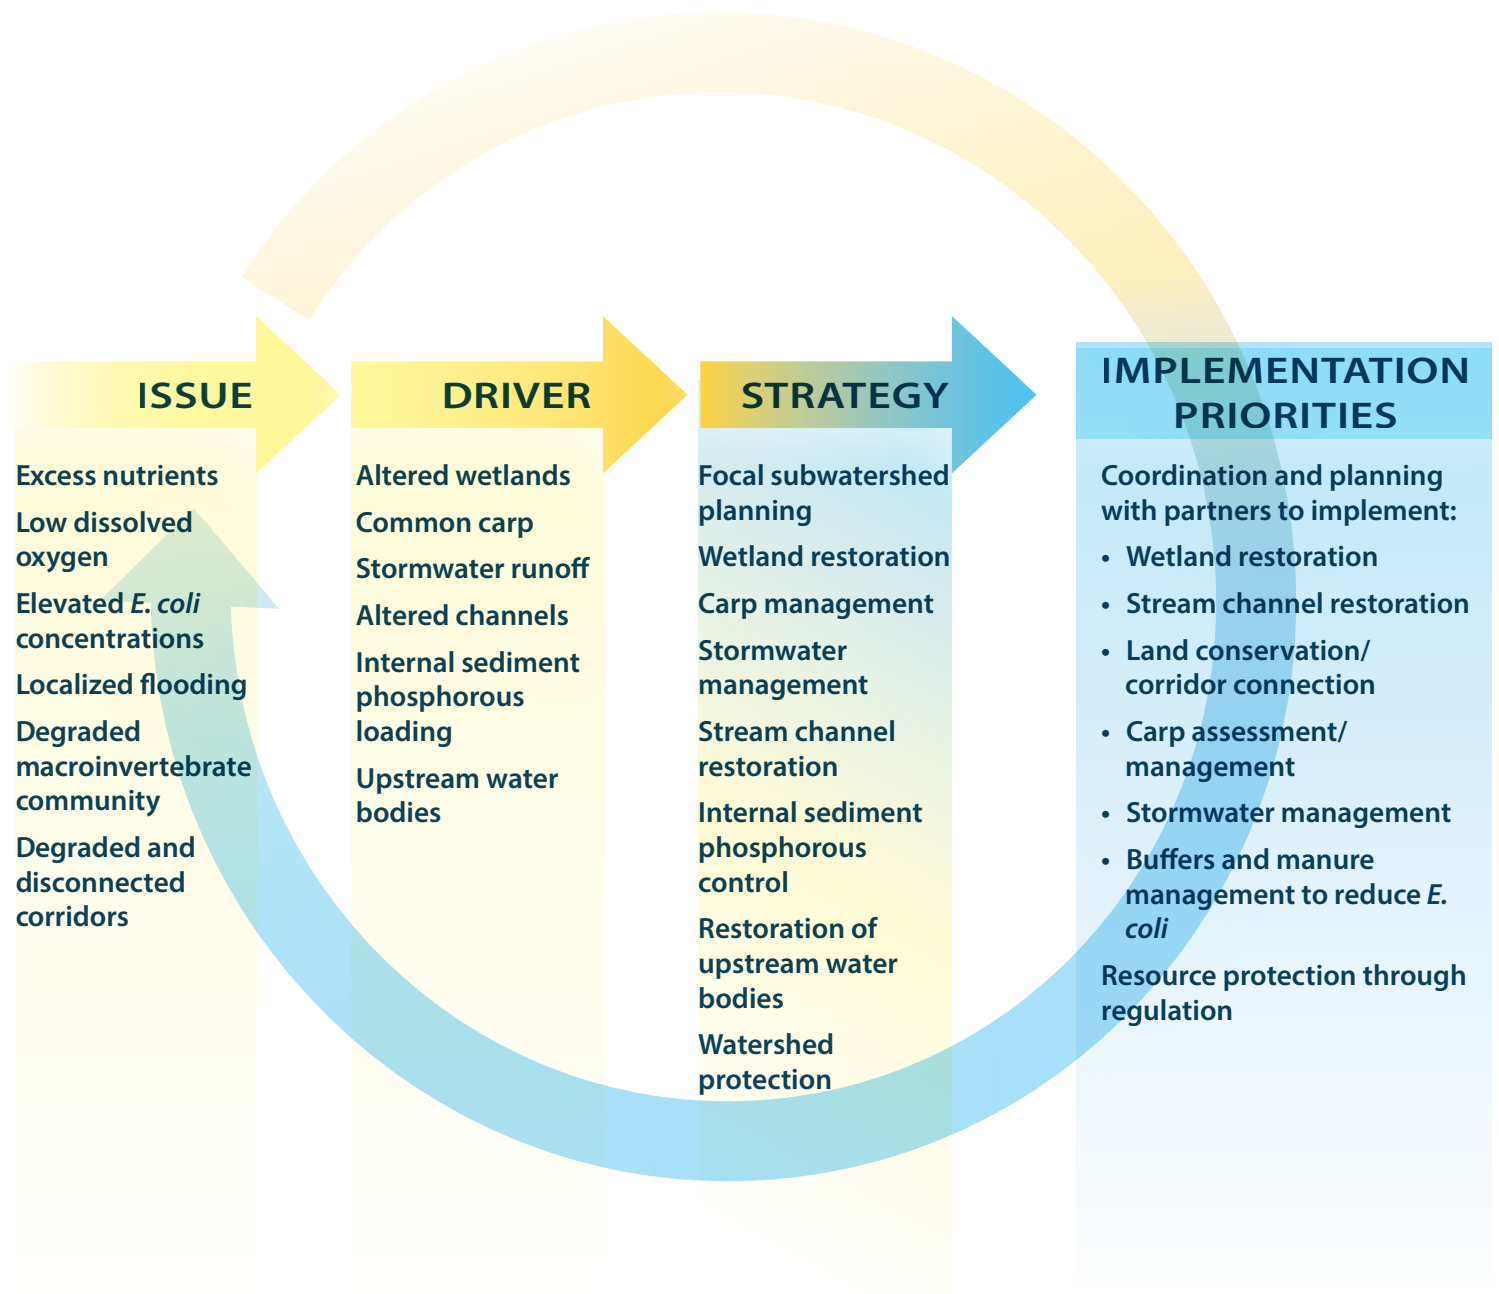 ISSUE
Excess nutrients
Low dissolved
oxygen
Elevated E. coli
concentrations
Localized flooding
Degraded
macroinvertebrate
community
Degraded and
disconnected
corridors
DRIVER
Altered wetlands
Common carp
Stormwater runoff
Altered channels
Internal sediment
phosphorous
loading
Upstream water
bodies
STRATEGY
Focal subwatershed
planning
Wetland restoration
Carp management
Stormwater
management
Stream channel
restoration
Internal sediment
phosphorous
control
Restoration of
upstream water
bodies
Watershed
protection
IMPLEMENTATION
PRIORITIES
Coordination and planning
with partners to implement:
• Wetland restoration
• Stream channel restoration
• Land conservation/
corridor connection
• Carp assessment/
management
• Stormwater management
• Buffers and manure
management to reduce E.
coli
Resource protection through
regulation